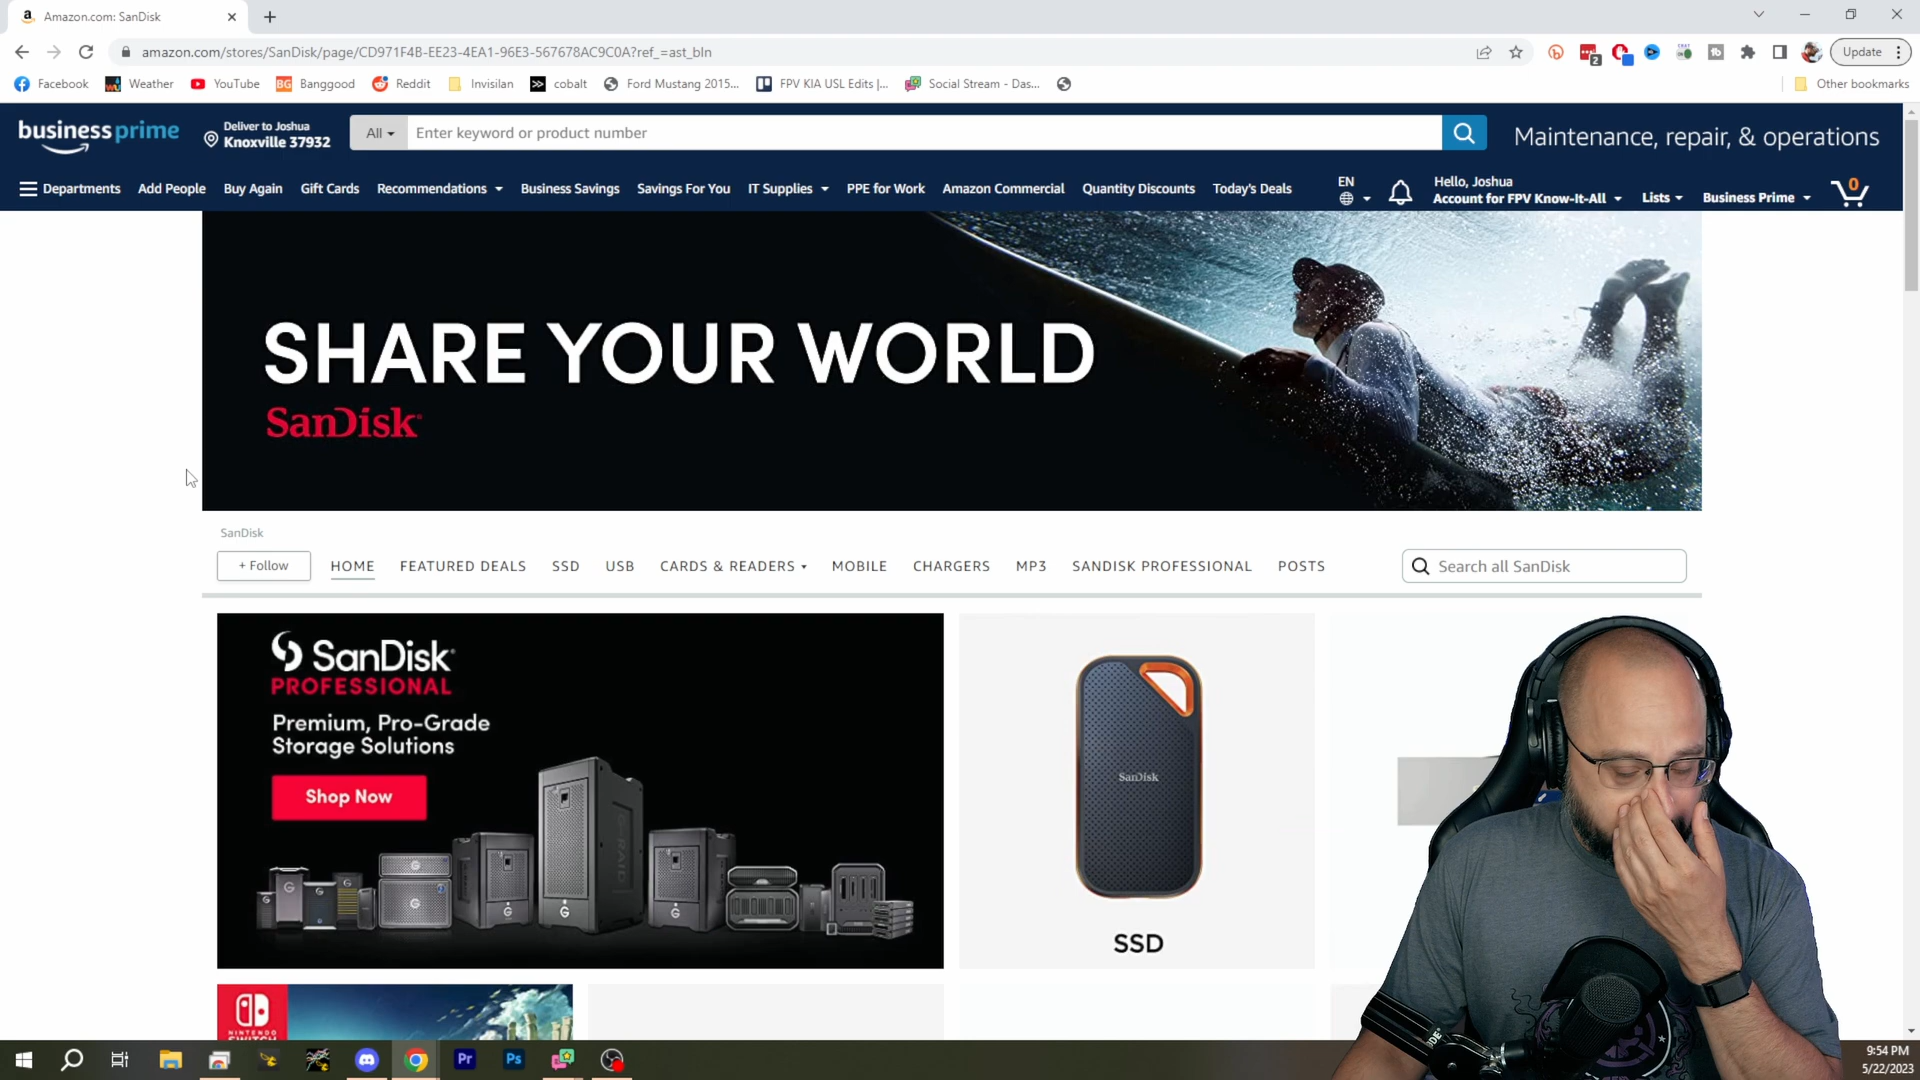 Amazon.com: SanDisk
amazon.com/stores/SanDisk/page/CD971F4B-EE23-4EA1-96E3-567678AC9C0A?ref_=ast_bln
2
Update
Facebook
Weather
YouTube
BG Banggood
Reddit
Invisilan
cobalt
Ford Mustang 2015...
FPV KIA USL Edits |...
Social Stream - Das...
Other bookmarks
business prime
Deliver to Joshua
Knoxville 37932
All
Enter keyword or product number
Maintenance, repair, & operations
Departments
Add People
Buy Again
Gift Cards
Recommendations
Business Savings
Savings For You
IT Supplies
PPE for Work
Amazon Commercial
Quantity Discounts
Today's Deals
EN
Hello, Joshua
Account for FPV Know-It-All
Lists
Business Prime
0
SHARE YOUR WORLD
SanDisk
SanDisk
+ Follow
HOME
FEATURED DEALS
SSD
USB
CARDS & READERS
MOBILE
CHARGERS
MP3
SANDISK PROFESSIONAL
POSTS
Search all SanDisk
SanDisk
PROFESSIONAL
Premium, Pro-Grade
Storage Solutions
Shop Now
SanDisk
SSD
NINTENDO
SWITCH
Pr
Ps
9:54 PM
5/22/2023